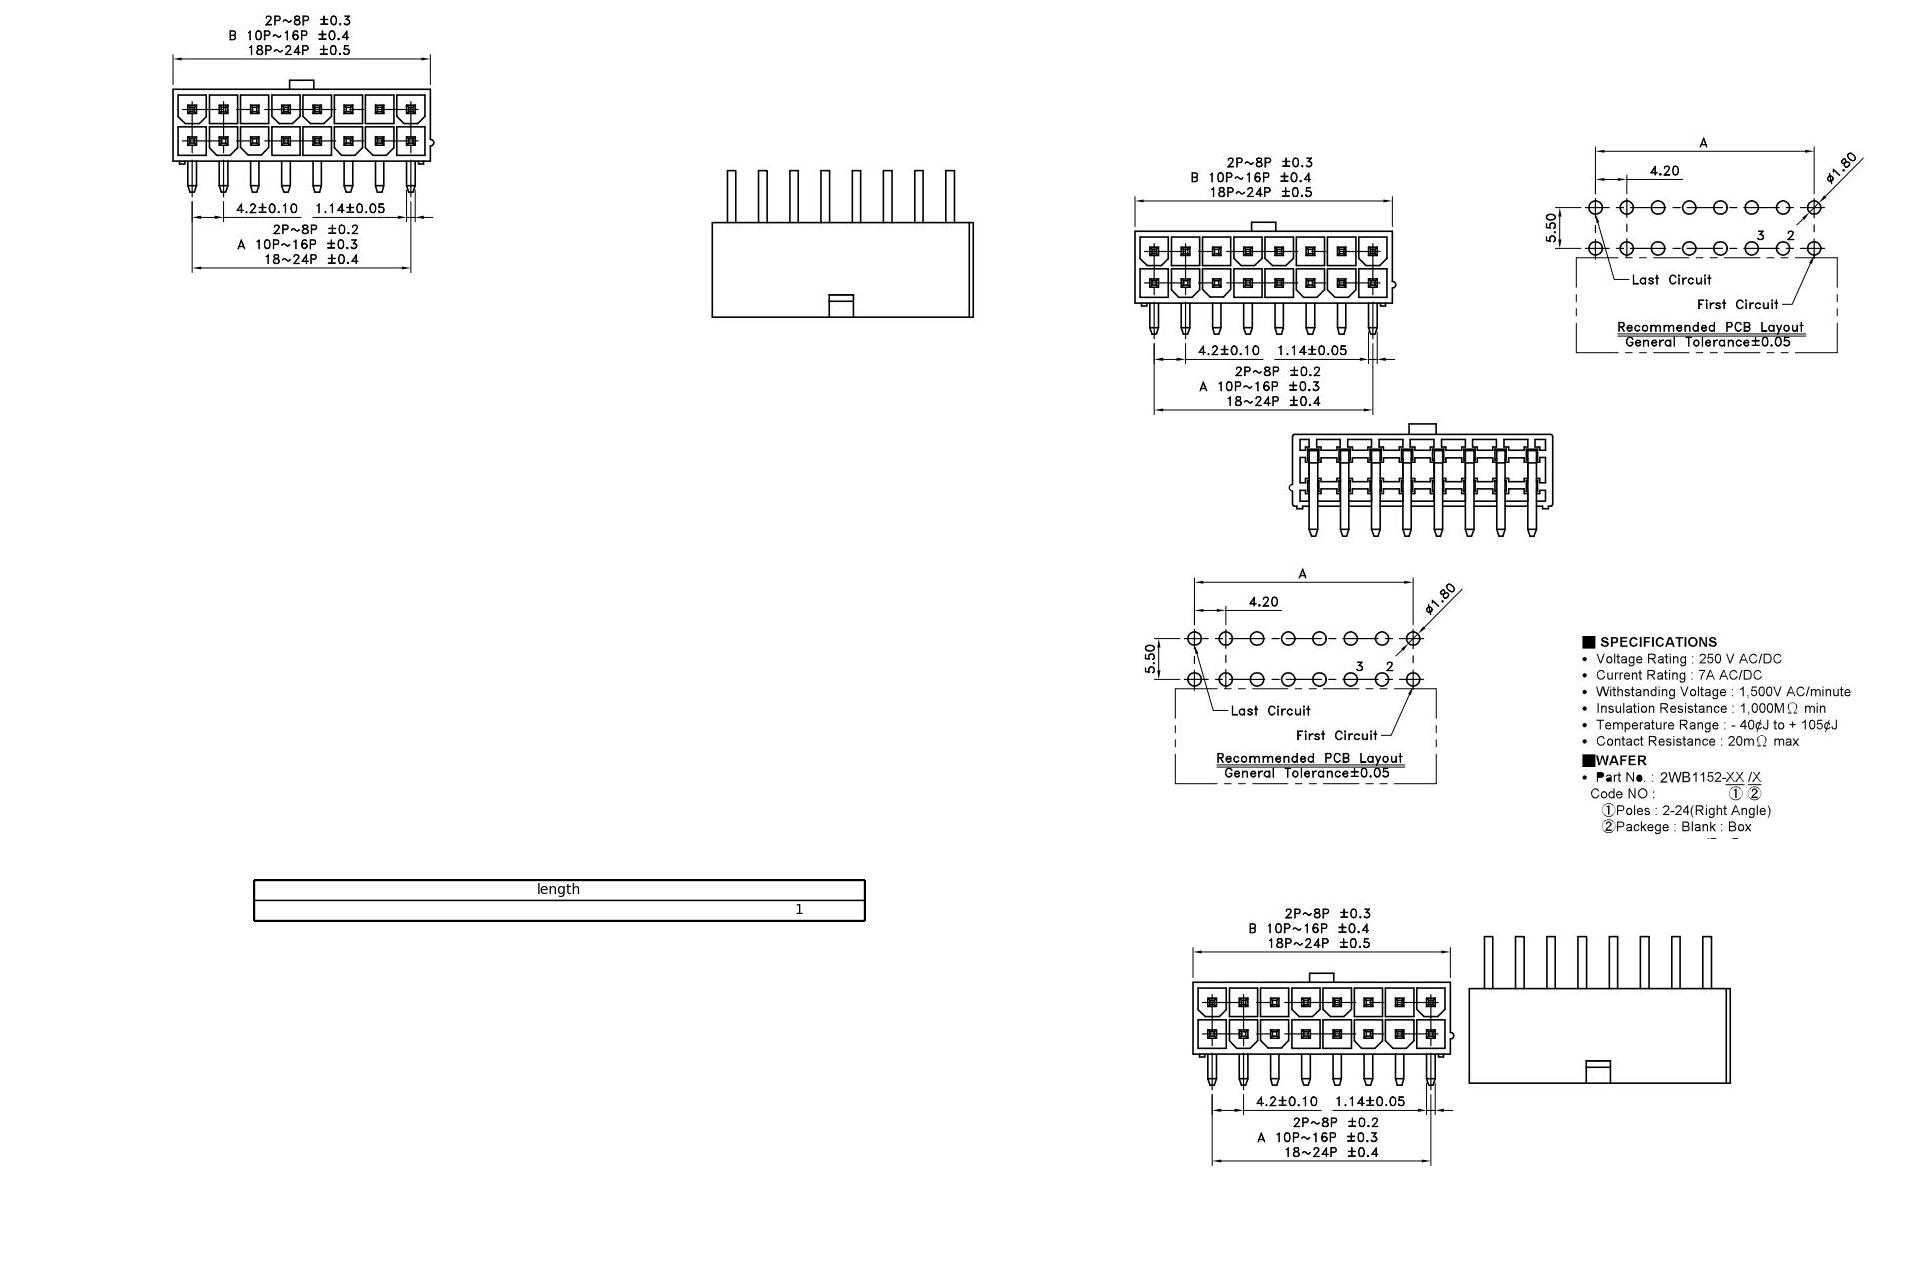 2P~8P ±0.3
B 10P~16P ±0.4
18P~24P ±0.5
4.2±0.10 1.14±0.05
2P~8P ±0.2
A 10P~16P ±0.3
18~24P ±0.4
2P~8P ±0.3
B 10P~16P ±0.4
18P~24P ±0.5
4.2±0.10 1.14±0.05
2P~8P ±0.2
A 10P~16P ±0.3
18~24P ±0.4
A
4.20
ø1.80
5.50
3 2
Last Circuit
First Circuit
Recommended PCB Layout
General Tolerance±0.05
A
4.20
ø1.80
5.50
3 2
Last Circuit
First Circuit
Recommended PCB Layout
General Tolerance±0.05
■ SPECIFICATIONS
• Voltage Rating : 250 V AC/DC
• Current Rating : 7A AC/DC
• Withstanding Voltage : 1,500V AC/minute
• Insulation Resistance : 1,000MΩ min
• Temperature Range : - 40¢J to + 105¢J
• Contact Resistance : 20mΩ max
■WAFER
• Part No. : 2WB1152-XX /X
Code NO : ① ②
①Poles : 2-24(Right Angle)
②Packege : Blank : Box
length
1
2P~8P ±0.3
B 10P~16P ±0.4
18P~24P ±0.5
4.2±0.10 1.14±0.05
2P~8P ±0.2
A 10P~16P ±0.3
18~24P ±0.4